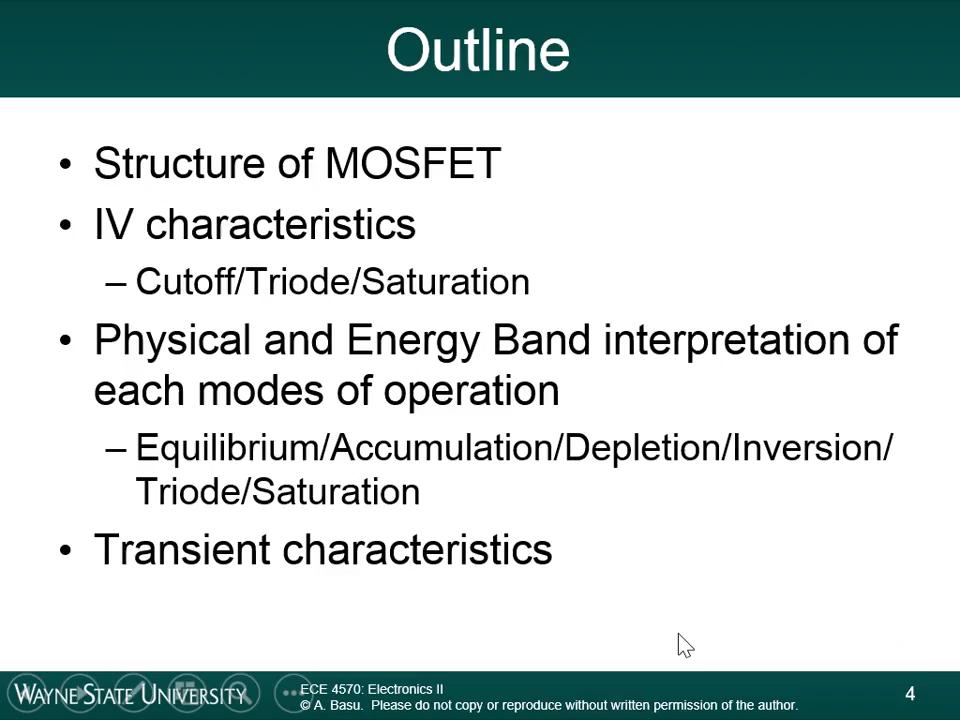 Outline
• Structure of MOSFET
• IV characteristics
– Cutoff/Triode/Saturation
• Physical and Energy Band interpretation of
each modes of operation
– Equilibrium/Accumulation/Depletion/Inversion/
Triode/Saturation
• Transient characteristics
WAYNE STATE UNIVERSITY
ECE 4570: Electronics II
© A. Basu. Please do not copy or reproduce without written permission of the author.
4